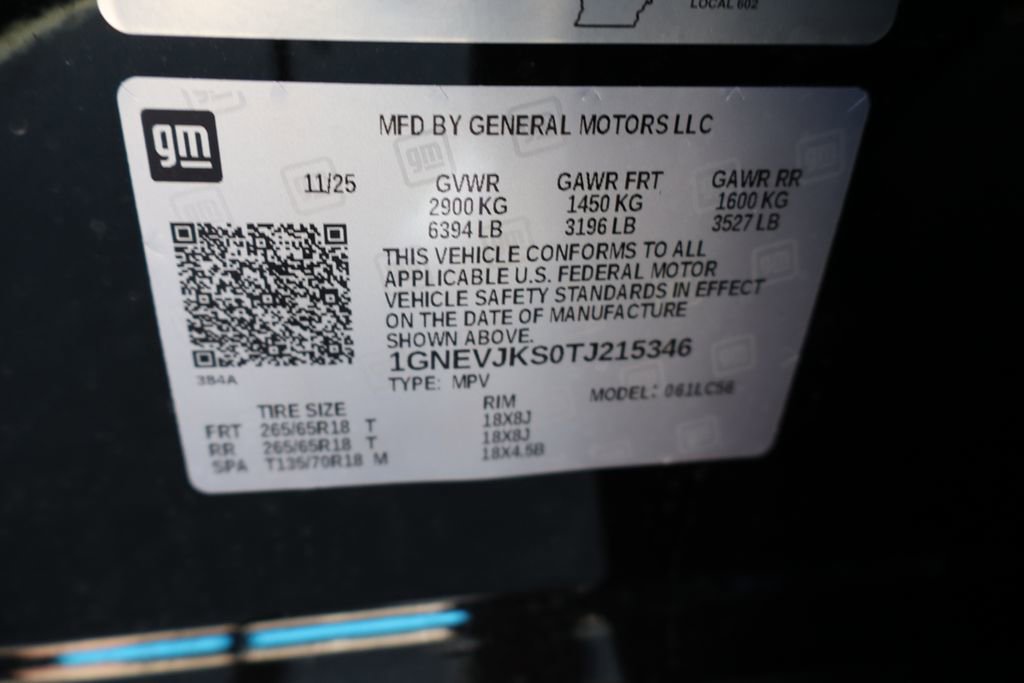 LOCAL 602
gm
MFD BY GENERAL MOTORS LLC
11/25
GVWR GAWR FRT GAWR RR
2900 KG 1450 KG 1600 KG
6394 LB 3196 LB 3527 LB
THIS VEHICLE CONFORMS TO ALL
APPLICABLE U.S. FEDERAL MOTOR
VEHICLE SAFETY STANDARDS IN EFFECT
ON THE DATE OF MANUFACTURE
SHOWN ABOVE.
1GNEVJKS0TJ215346
384A
TYPE: MPV
MODEL: 061LC56
TIRE SIZE RIM
FRT 265/65R18 T 18X8J
RR 265/65R18 T 18X8J
SPA T135/70R18 M 18X4.5B